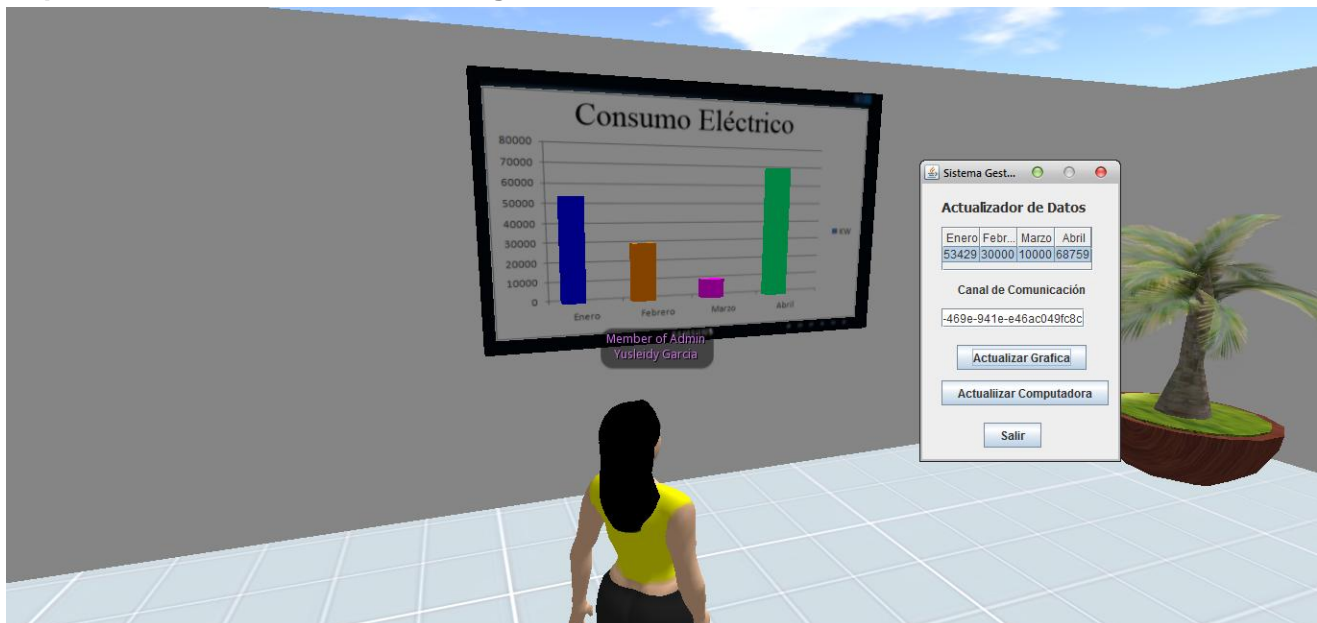 Consumo Eléctrico
80000
70000
60000
50000
40000
30000
20000
10000
0
Enero Febrero Marzo Abril
KW
Member of Admin
Yusleidy Garcia
Sistema Gest...
Actualizador de Datos
Enero Febr... Marzo Abril
53429 30000 10000 68759
Canal de Comunicación
-469e-941e-e46ac049fc8c
Actualizar Grafica
Actualiizar Computadora
Salir